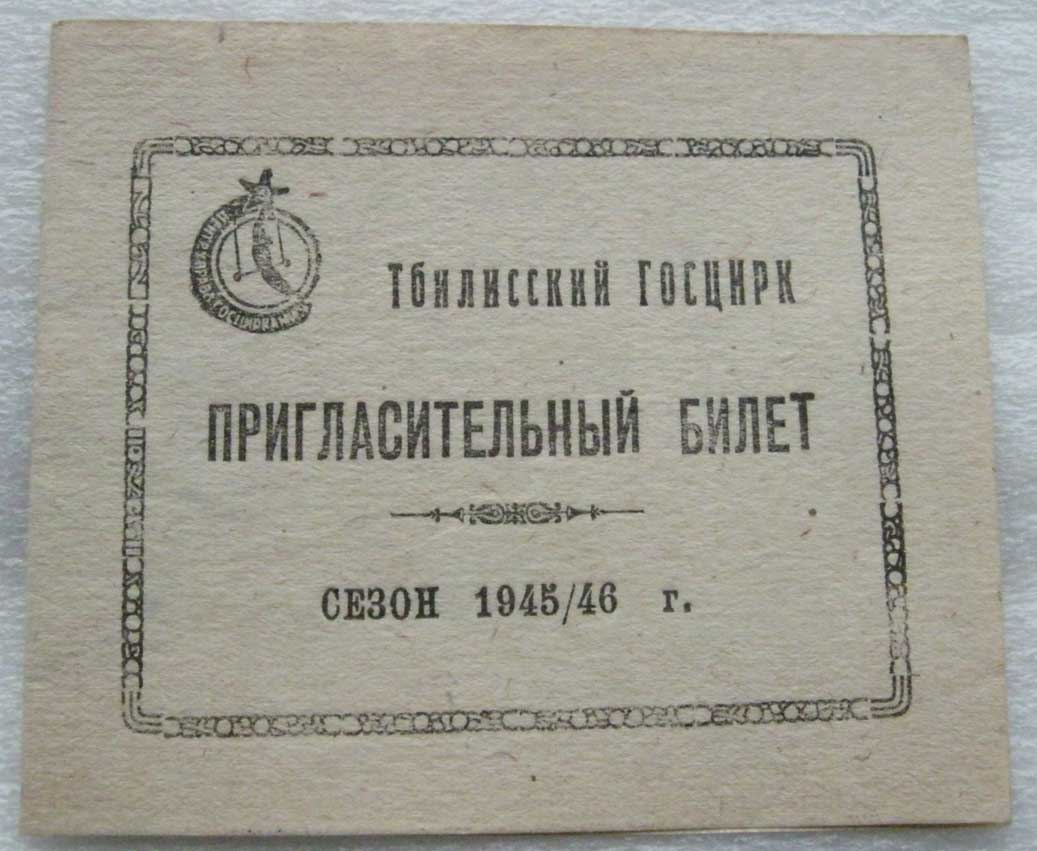 Тбилисский ГОСЦИРК
ПРИГЛАСИТЕЛЬНЫЙ БИЛЕТ
СЕЗОН 1945/46 г.